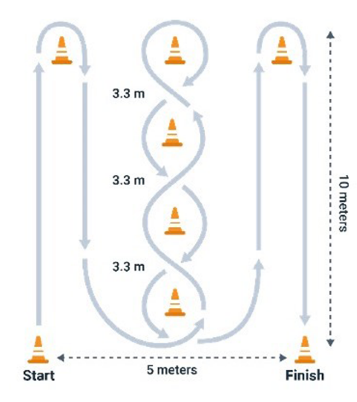 3.3 m
3.3 m
3.3 m
10 meters
5 meters
Start
Finish